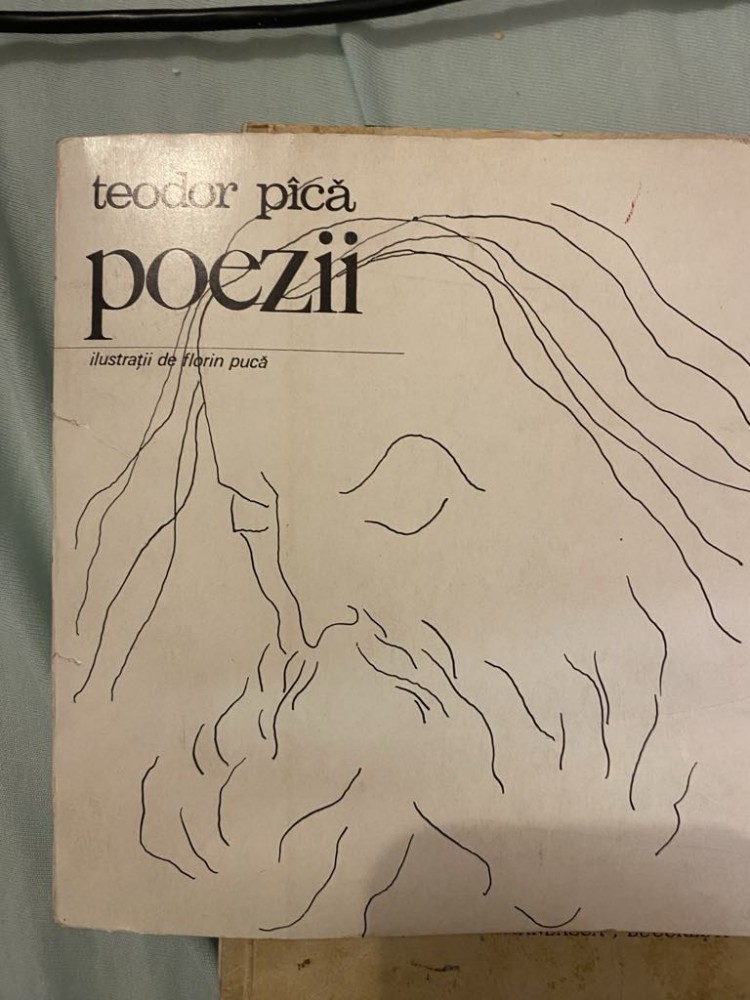 teodor pîcă
poezii
ilustrații de florin pucă